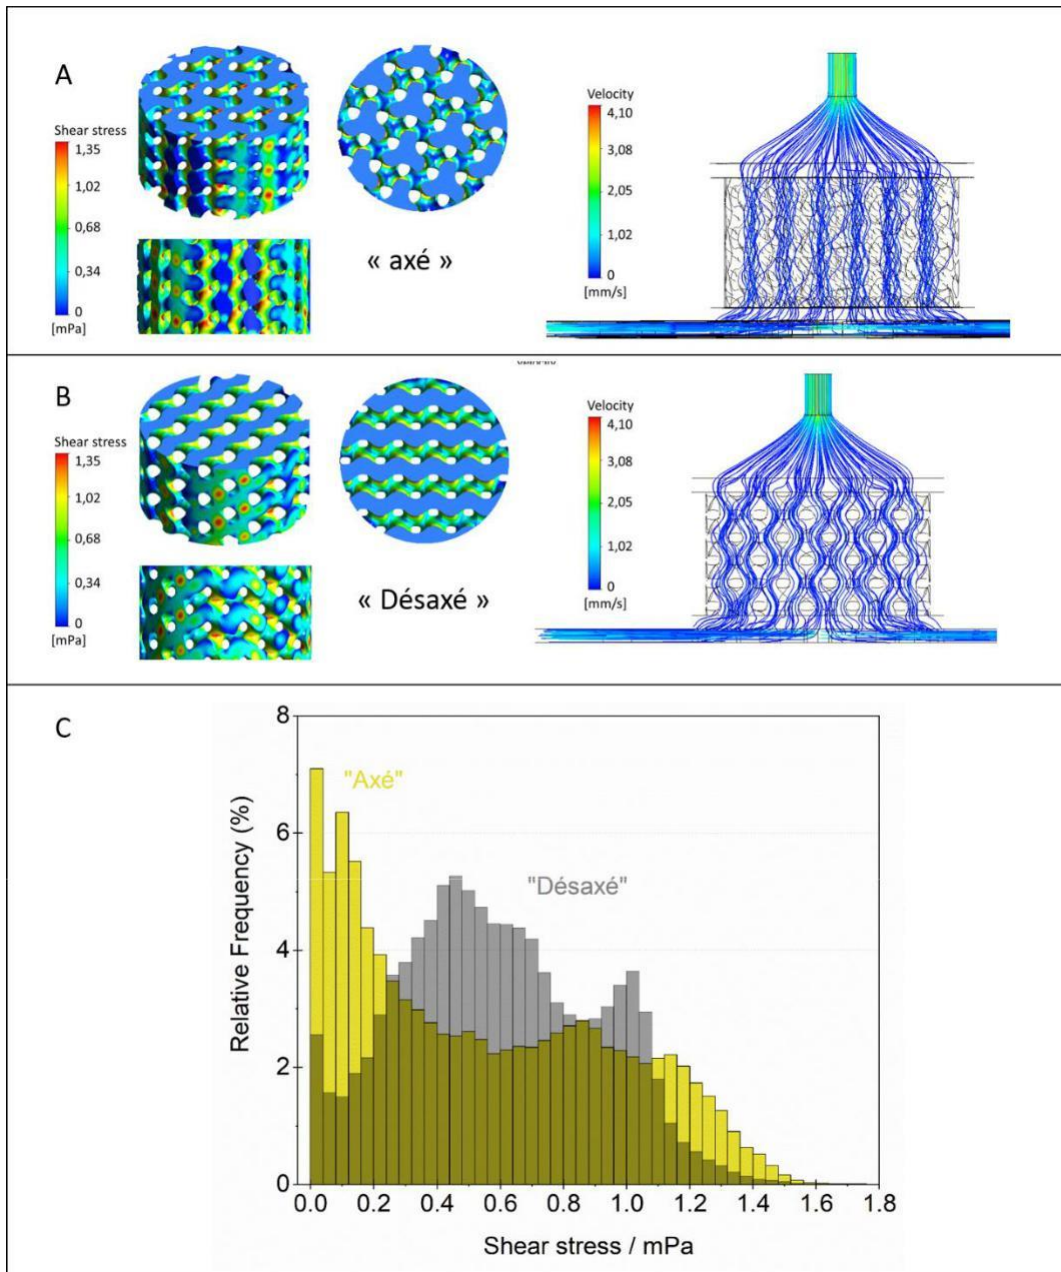 A
Shear stress
1,35
1,02
0,68
0,34
0
[mPa]
« axé »
Velocity
4,10
3,08
2,05
1,02
0
[mm/s]
B
Shear stress
1,35
1,02
0,68
0,34
0
[mPa]
« Désaxé »
Velocity
4,10
3,08
2,05
1,02
0
[mm/s]
C
8
6
4
2
0
Relative Frequency (%)
"Axé"
"Désaxé"
0.0 0.2 0.4 0.6 0.8 1.0 1.2 1.4 1.6 1.8
Shear stress / mPa